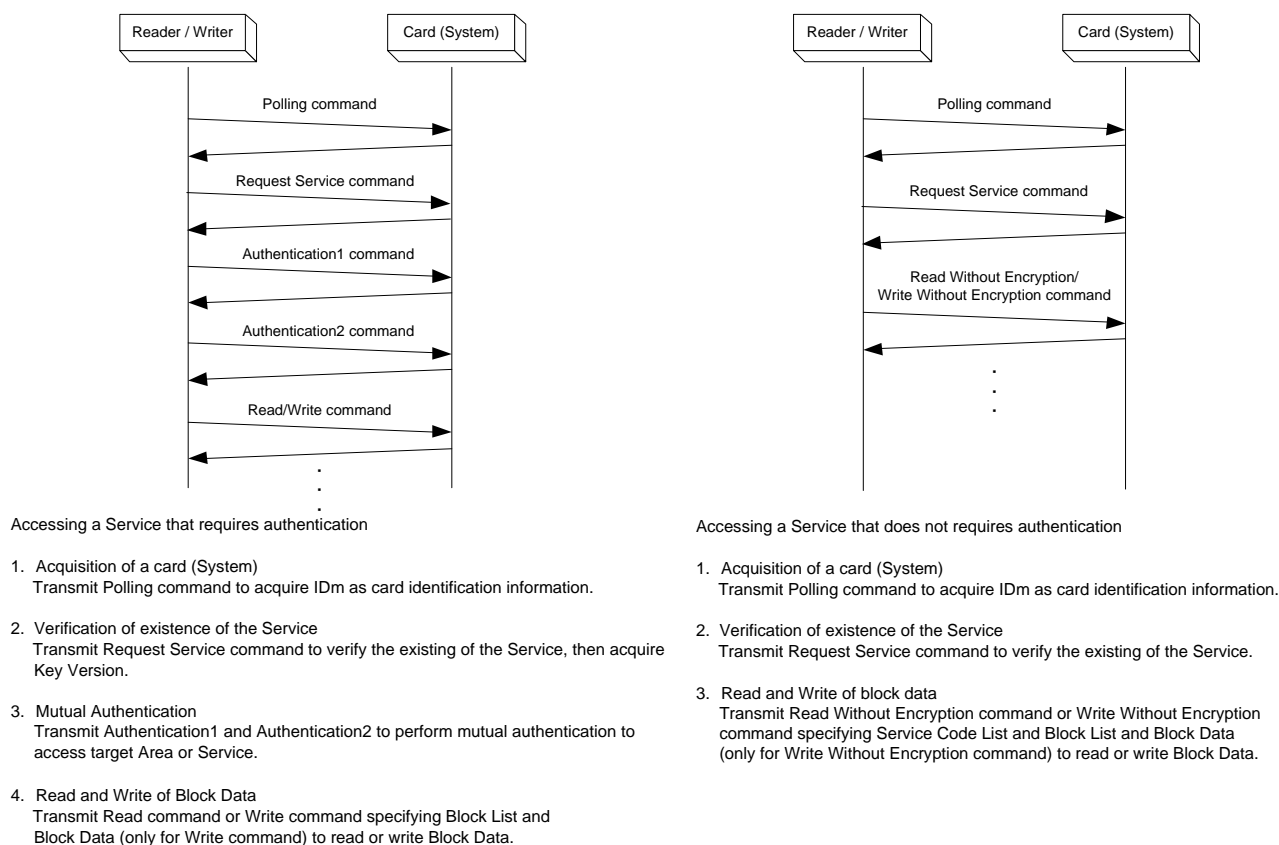 Reader / Writer
Card (System)
Polling command
Request Service command
Authentication1 command
Authentication2 command
Read/Write command
.
.
.
Accessing a Service that requires authentication
1. Acquisition of a card (System)
Transmit Polling command to acquire IDm as card identification information.
2. Verification of existence of the Service
Transmit Request Service command to verify the existing of the Service, then acquire
Key Version.
3. Mutual Authentication
Transmit Authentication1 and Authentication2 to perform mutual authentication to
access target Area or Service.
4. Read and Write of Block Data
Transmit Read command or Write command specifying Block List and
Block Data (only for Write command) to read or write Block Data.
Reader / Writer
Card (System)
Polling command
Request Service command
Read Without Encryption/
Write Without Encryption command
.
.
.
Accessing a Service that does not requires authentication
1. Acquisition of a card (System)
Transmit Polling command to acquire IDm as card identification information.
2. Verification of existence of the Service
Transmit Request Service command to verify the existing of the Service.
3. Read and Write of block data
Transmit Read Without Encryption command or Write Without Encryption
command specifying Service Code List and Block List and Block Data
(only for Write Without Encryption command) to read or write Block Data.